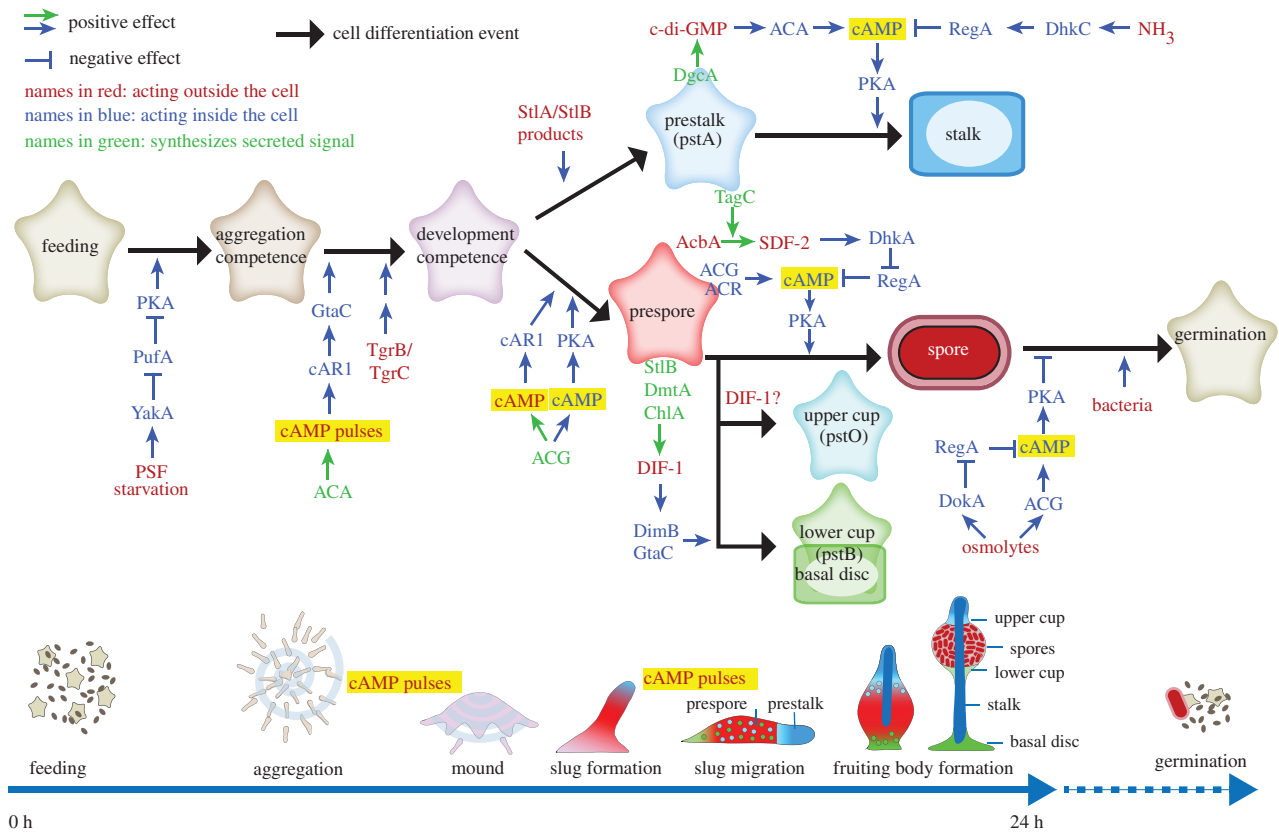 positive effect
negative effect
cell differentiation event
names in red: acting outside the cell
names in blue: acting inside the cell
names in green: synthesizes secreted signal
c-di-GMP
ACA
cAMP
RegA
DhkC
NH3
DgcA
PKA
prestalk
(pstA)
stalk
StlA/StlB
products
TagC
feeding
aggregation
competence
development
competence
AcbA
SDF-2
DhkA
ACG
ACR
cAMP
RegA
prespore
PKA
PKA
GtaC
PufA
cAR1
TgrB/
TgrC
YakA
cAMP pulses
PSF
starvation
ACA
cAR1
PKA
cAMP
cAMP
ACG
StlB
DmtA
ChlA
DIF-1
DimB
GtaC
DIF-1?
spore
upper cup
(pstO)
lower cup
(pstB)
basal disc
germination
PKA
bacteria
RegA
cAMP
DokA
ACG
osmolytes
cAMP pulses
cAMP pulses
prespore
prestalk
upper cup
spores
lower cup
stalk
basal disc
feeding
aggregation
mound
slug formation
slug migration
fruiting body formation
germination
0 h
24 h